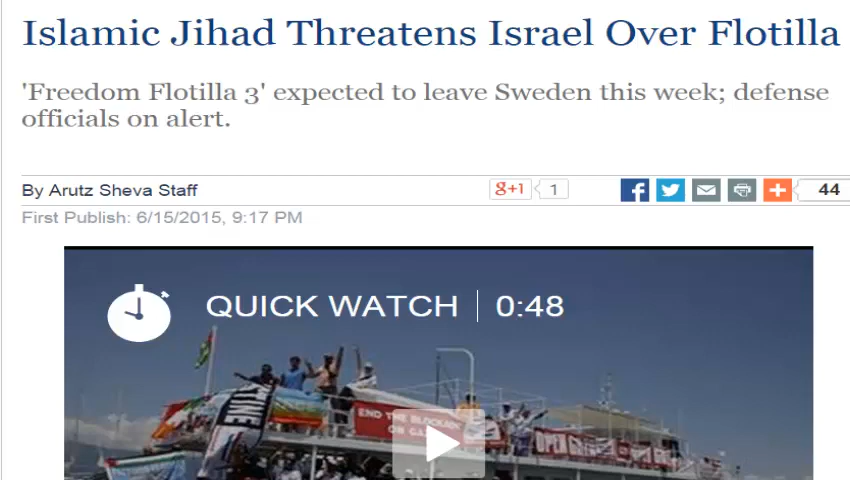 Islamic Jihad Threatens Israel Over Flotilla
'Freedom Flotilla 3' expected to leave Sweden this week; defense
officials on alert.
By Arutz Sheva Staff
g+1 1
44
First Publish: 6/15/2015, 9:17 PM
QUICK WATCH | 0:48
END THE
ON
OPEN